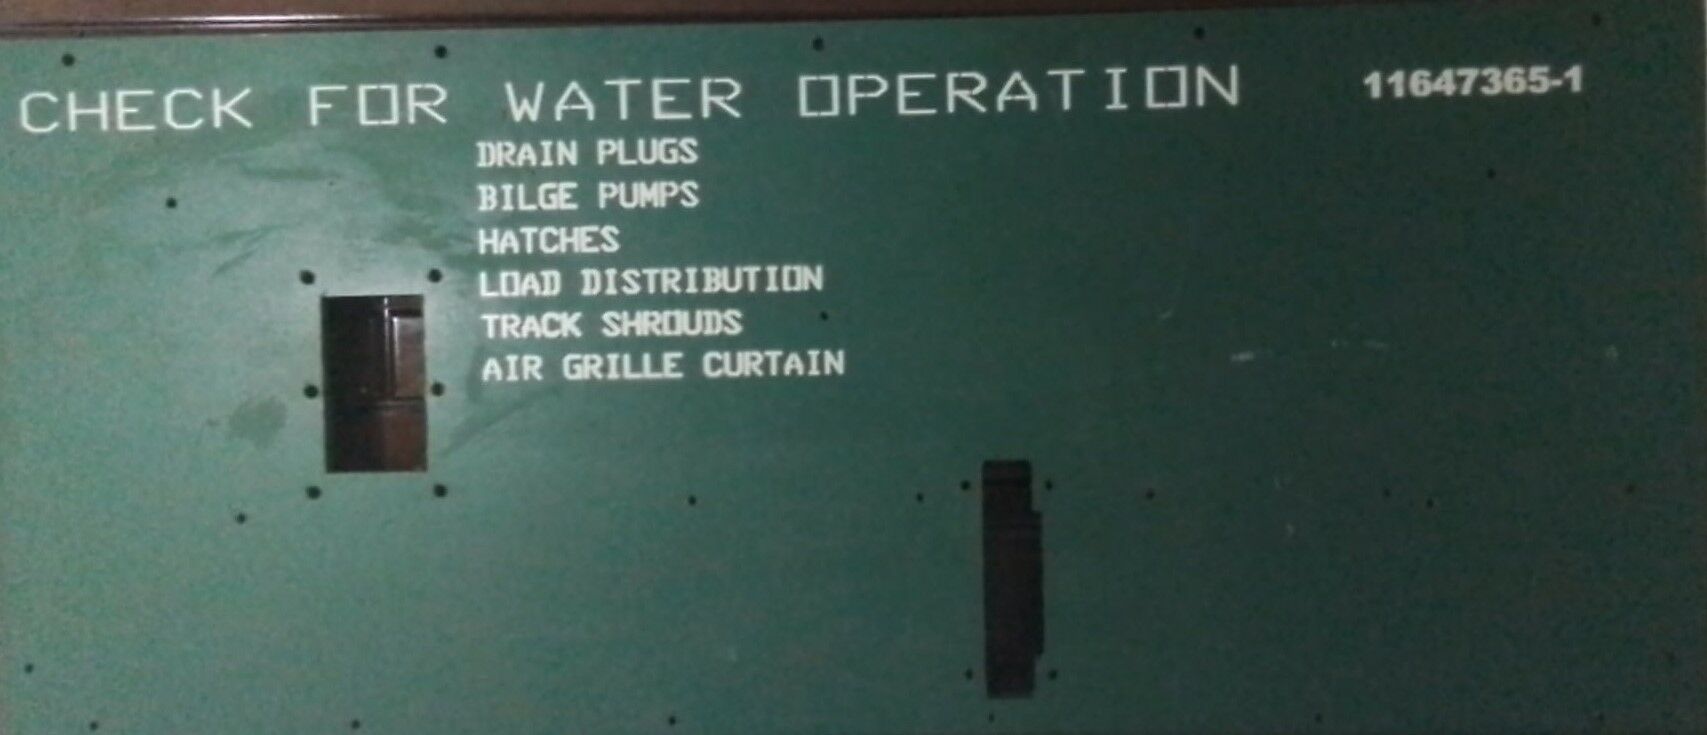 CHECK FOR WATER OPERATION 11647365-1
DRAIN PLUGS
BILGE PUMPS
HATCHES
LOAD DISTRIBUTION
TRACK SHROUDS
AIR GRILLE CURTAIN